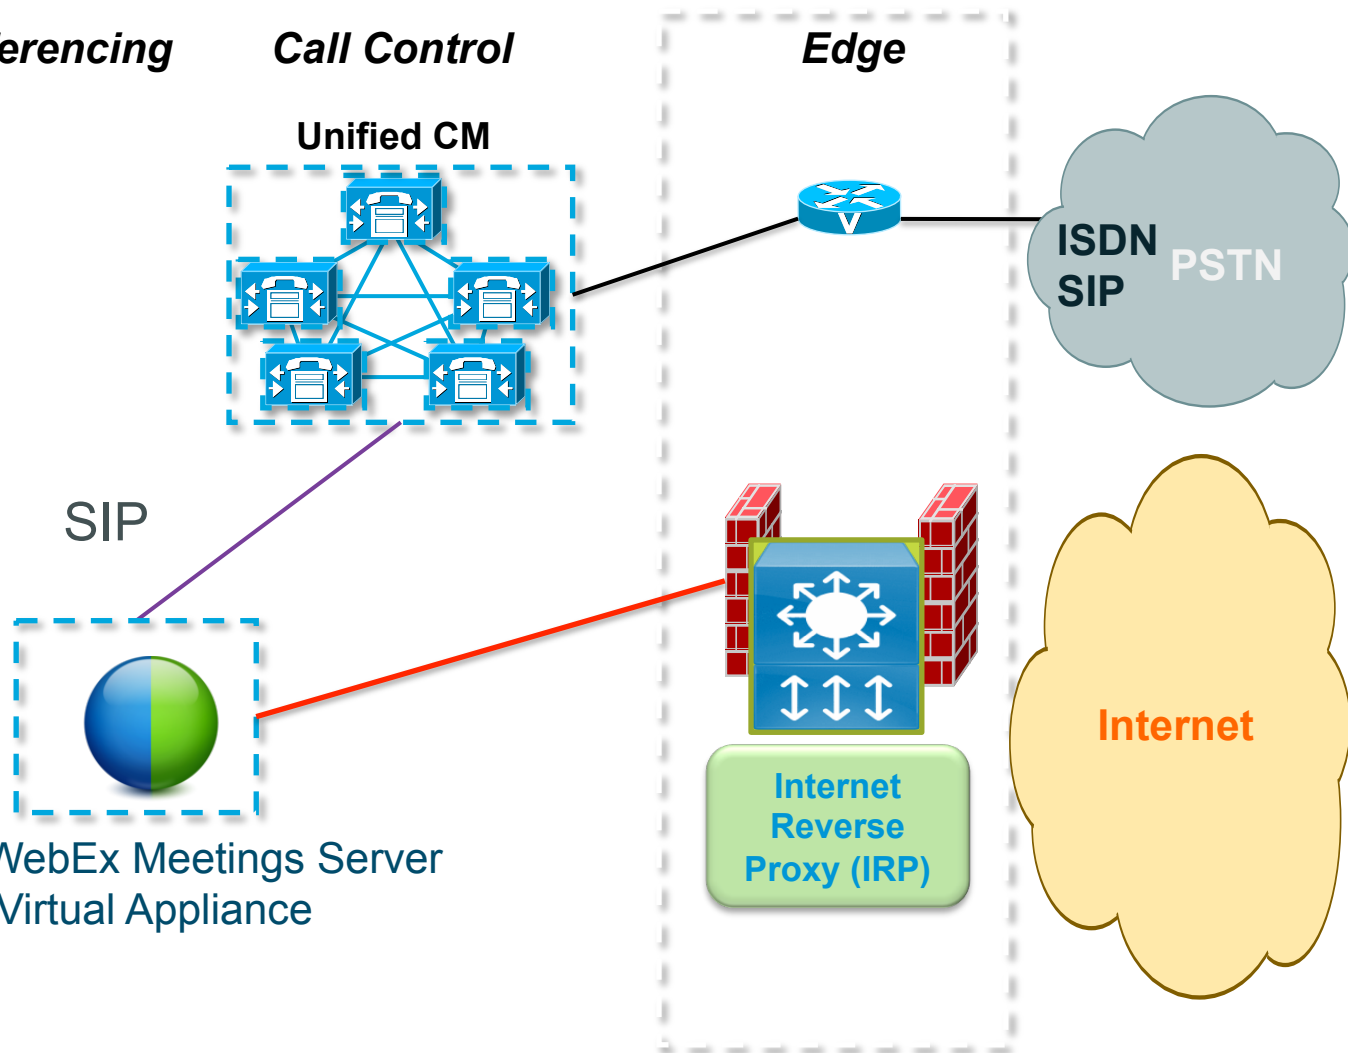 ferencing
Call Control
Edge
Unified CM
ISDN
SIP
PSTN
SIP
Internet
Internet
Reverse
Proxy (IRP)
WebEx Meetings Server
Virtual Appliance
V